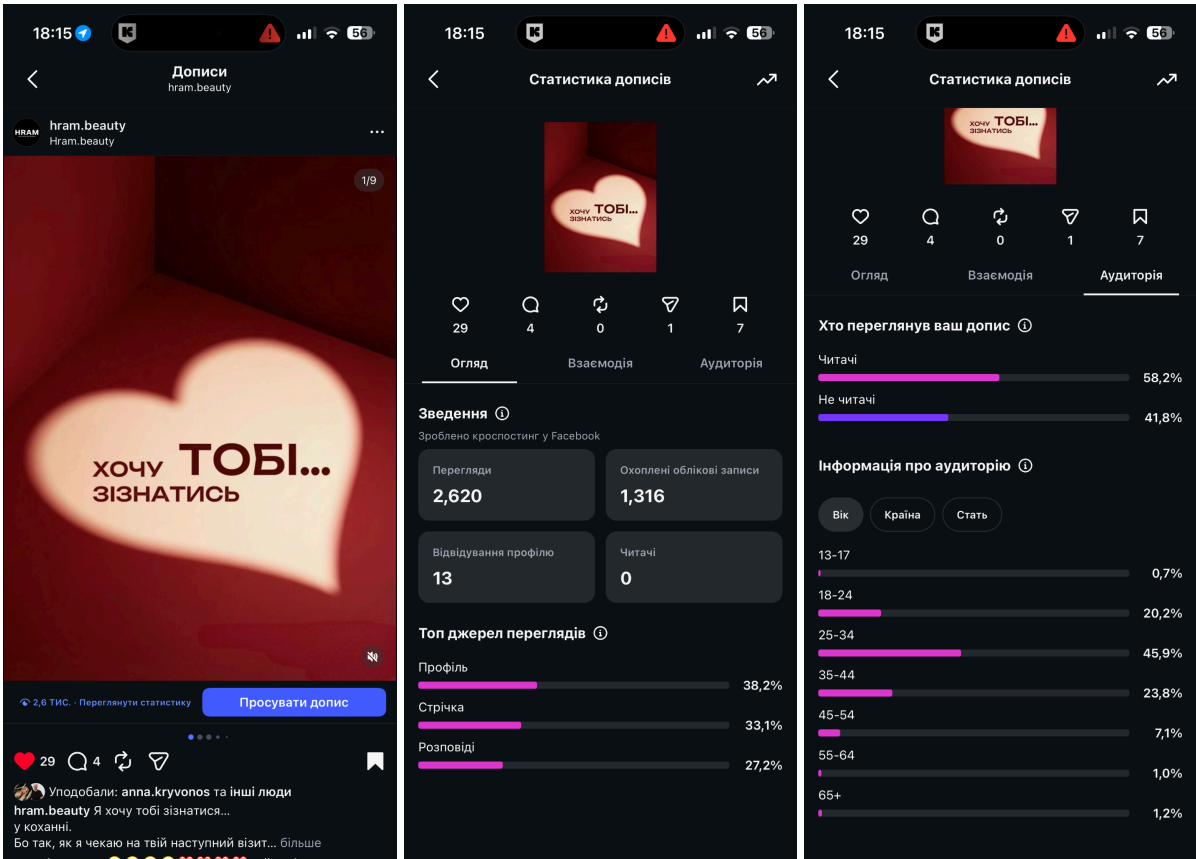 18:15
56
Дописи
hram.beauty
HRAM
hram.beauty
Hram.beauty
1/9
ХОЧУ ТОБІ...
ЗІЗНАТИСЬ
2,6 ТИС. · Переглянути статистику
Просувати допис
29
4
Уподобали: anna.kryvonos та інші люди
hram.beauty Я хочу тобі зізнатися...
у коханні.
Бо так, як я чекаю на твій наступний візит... більше
18:15
56
Статистика дописів
ХОЧУ ТОБІ...
ЗІЗНАТИСЬ
29 4 0 1 7
Огляд Взаємодія Аудиторія
Зведення
Зроблено кроспостинг у Facebook
Перегляди
2,620
Охоплені облікові записи
1,316
Відвідування профілю
13
Читачі
0
Топ джерел переглядів
Профіль
38,2%
Стрічка
33,1%
Розповіді
27,2%
18:15
56
Статистика дописів
ХОЧУ ТОБІ...
ЗІЗНАТИСЬ
29 4 0 1 7
Огляд Взаємодія Аудиторія
Хто переглянув ваш допис
Читачі
58,2%
Не читачі
41,8%
Інформація про аудиторію
Вік Країна Стать
13-17
0,7%
18-24
20,2%
25-34
45,9%
35-44
23,8%
45-54
7,1%
55-64
1,0%
65+
1,2%